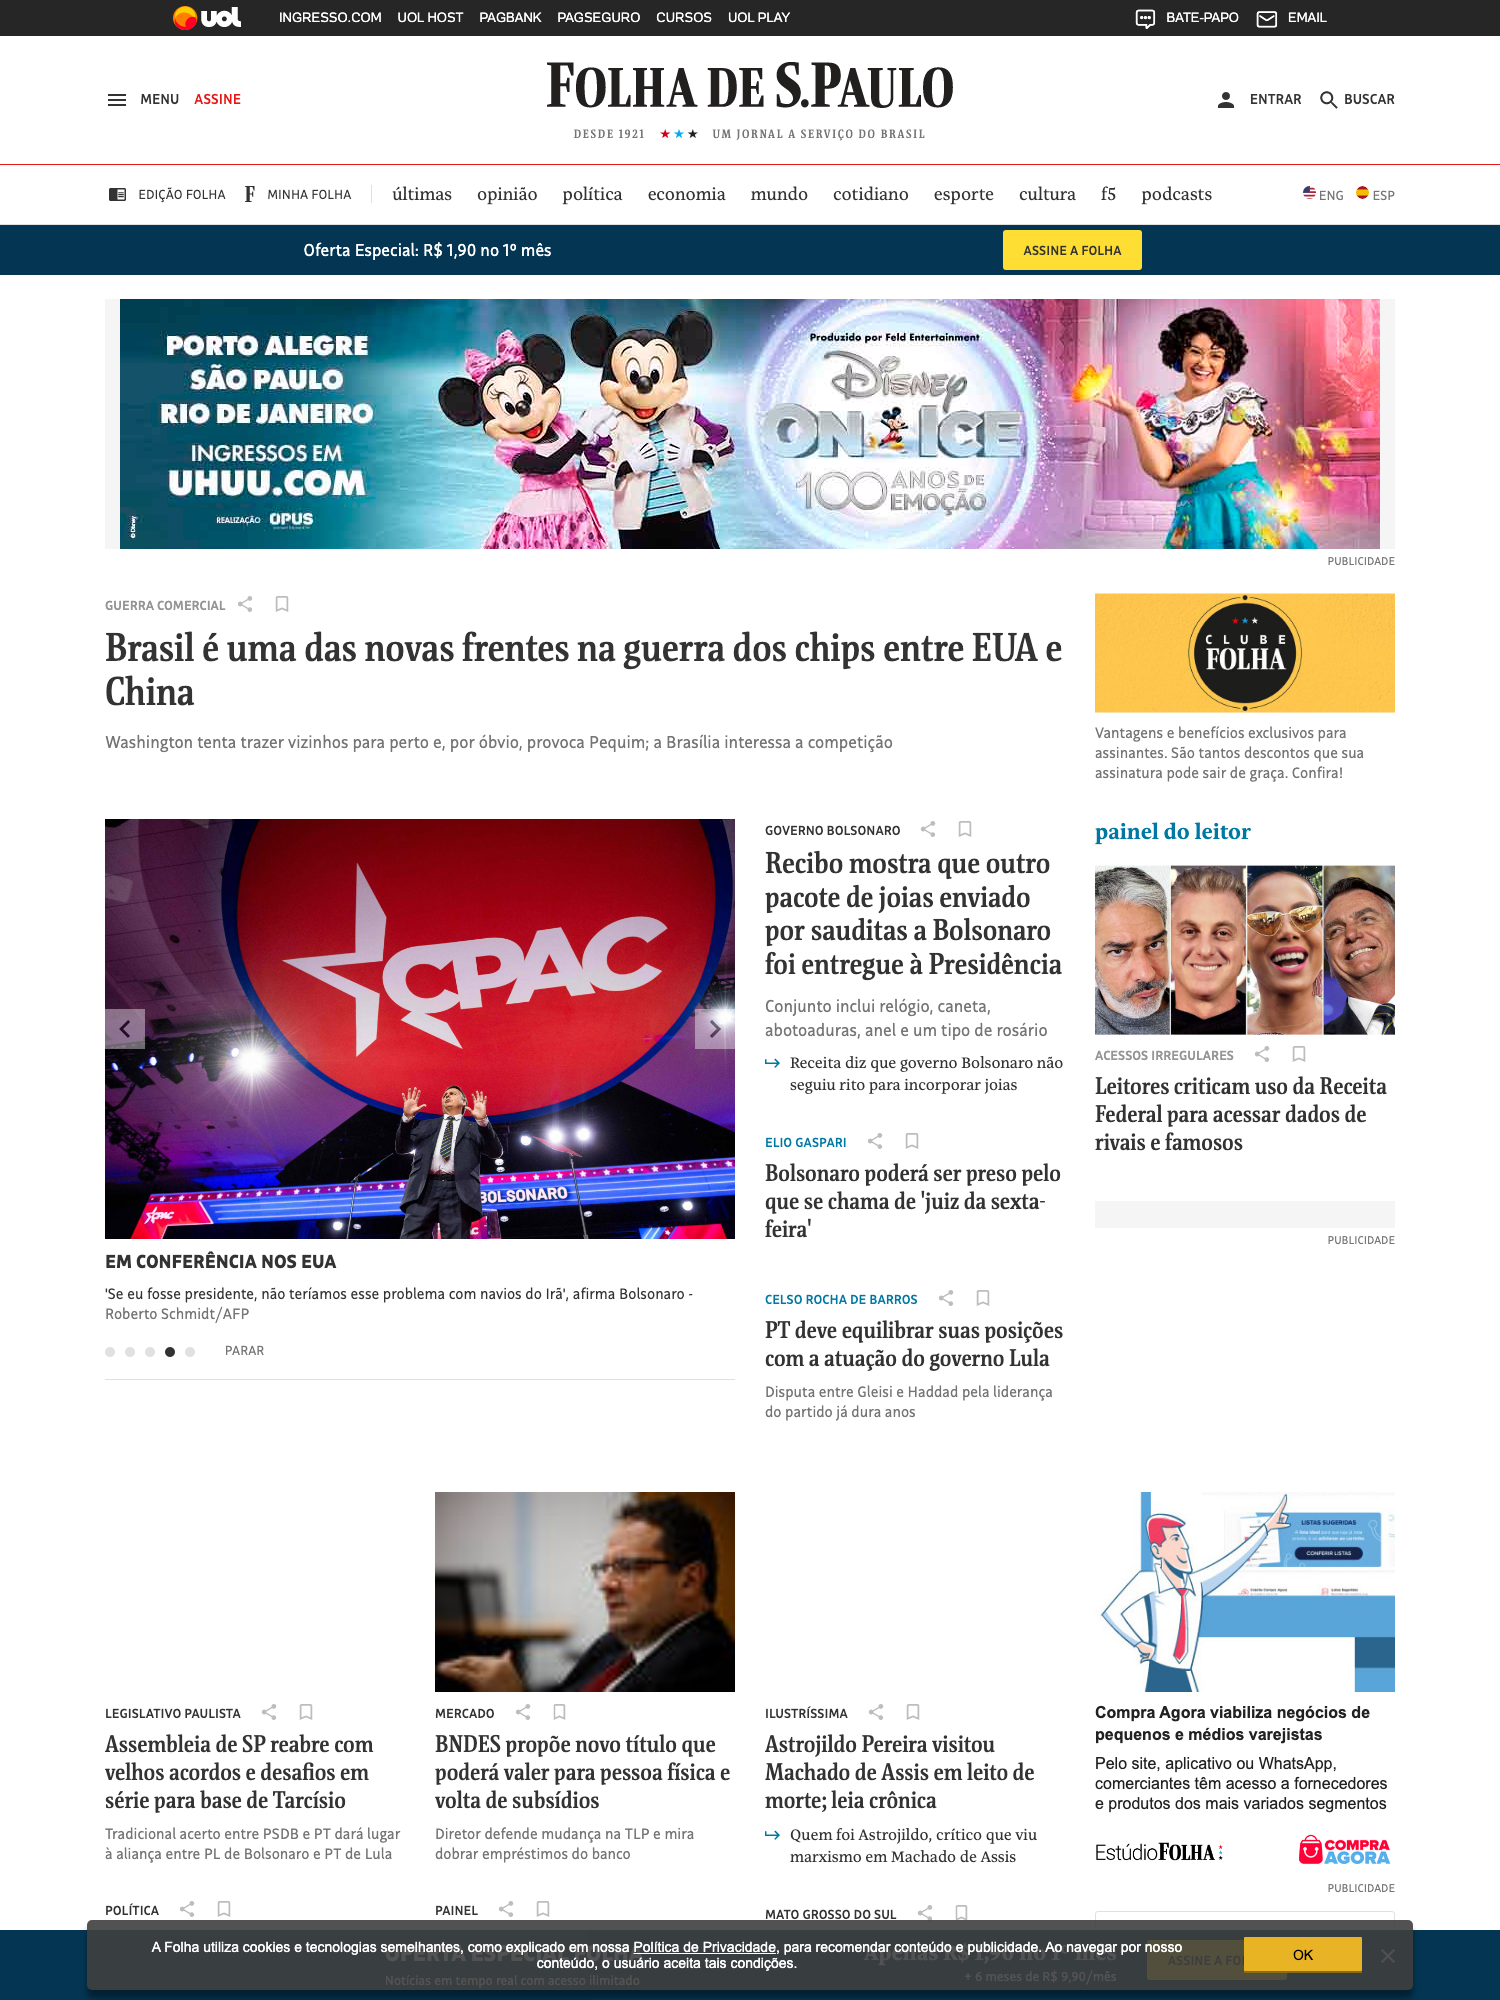 uol
INGRESSO.COM UOL HOST PAGBANK PAGSEGURO CURSOS UOL PLAY
BATE-PAPO EMAIL
MENU ASSINE
FOLHA DE S.PAULO
DESDE 1921 ★★★ UM JORNAL A SERVIÇO DO BRASIL
ENTRAR BUSCAR
EDIÇÃO FOLHA F MINHA FOLHA
últimas opinião política economia mundo cotidiano esporte cultura f5 podcasts
ENG ESP
Oferta Especial: R$ 1,90 no 1º mês
ASSINE A FOLHA
PORTO ALEGRE
SÃO PAULO
RIO DE JANEIRO
INGRESSOS EM
UHUU.COM
REALIZAÇÃO OPUS
©Disney
Produzido por Feld Entertainment
Disney
ON ICE
100 ANOS DE
EMOÇÃO
PUBLICIDADE
GUERRA COMERCIAL
Brasil é uma das novas frentes na guerra dos chips entre EUA e
China
Washington tenta trazer vizinhos para perto e, por óbvio, provoca Pequim; a Brasília interessa a competição
CLUBE
FOLHA
Vantagens e benefícios exclusivos para
assinantes. São tantos descontos que sua
assinatura pode sair de graça. Confira!
CPAC
BOLSONARO
CPAC
EM CONFERÊNCIA NOS EUA
'Se eu fosse presidente, não teríamos esse problema com navios do Irã', afirma Bolsonaro -
Roberto Schmidt/AFP
PARAR
GOVERNO BOLSONARO
Recibo mostra que outro
pacote de joias enviado
por sauditas a Bolsonaro
foi entregue à Presidência
Conjunto inclui relógio, caneta,
abotoaduras, anel e um tipo de rosário
Receita diz que governo Bolsonaro não
seguiu rito para incorporar joias
ELIO GASPARI
Bolsonaro poderá ser preso pelo
que se chama de 'juiz da sexta-
feira'
CELSO ROCHA DE BARROS
PT deve equilibrar suas posições
com a atuação do governo Lula
Disputa entre Gleisi e Haddad pela liderança
do partido já dura anos
painel do leitor
ACESSOS IRREGULARES
Leitores criticam uso da Receita
Federal para acessar dados de
rivais e famosos
PUBLICIDADE
LEGISLATIVO PAULISTA
Assembleia de SP reabre com
velhos acordos e desafios em
série para base de Tarcísio
Tradicional acerto entre PSDB e PT dará lugar
à aliança entre PL de Bolsonaro e PT de Lula
POLÍTICA
MERCADO
BNDES propõe novo título que
poderá valer para pessoa física e
volta de subsídios
Diretor defende mudança na TLP e mira
dobrar empréstimos do banco
PAINEL
ILUSTRÍSSIMA
Astrojildo Pereira visitou
Machado de Assis em leito de
morte; leia crônica
Quem foi Astrojildo, crítico que viu
marxismo em Machado de Assis
MATO GROSSO DO SUL
LISTAS SUGERIDAS
CONFERIR LISTAS
Compra Agora viabiliza negócios de
pequenos e médios varejistas
Pelo site, aplicativo ou WhatsApp,
comerciantes têm acesso a fornecedores
e produtos dos mais variados segmentos
EstúdioFOLHA
COMPRA
AGORA
PUBLICIDADE
A Folha utiliza cookies e tecnologias semelhantes, como explicado em nossa Política de Privacidade, para recomendar conteúdo e publicidade. Ao navegar por nosso
conteúdo, o usuário aceita tais condições.
OK
Apenas R$ 1,90 no 1º mês
Notícias em tempo real com acesso ilimitado
+ 6 meses de R$ 9,90/mês
ASSINE A FO